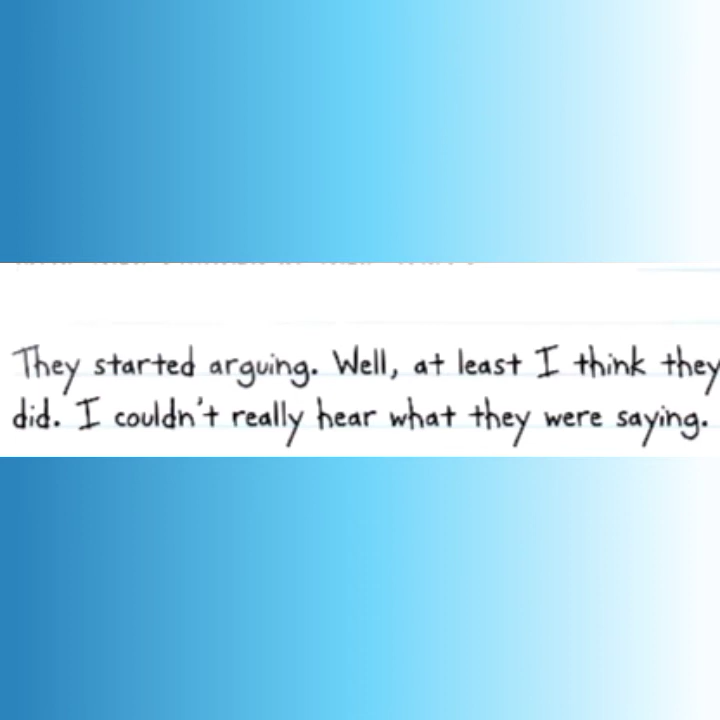 They started arguing. Well, at least I think they
did. I couldn't really hear what they were saying.